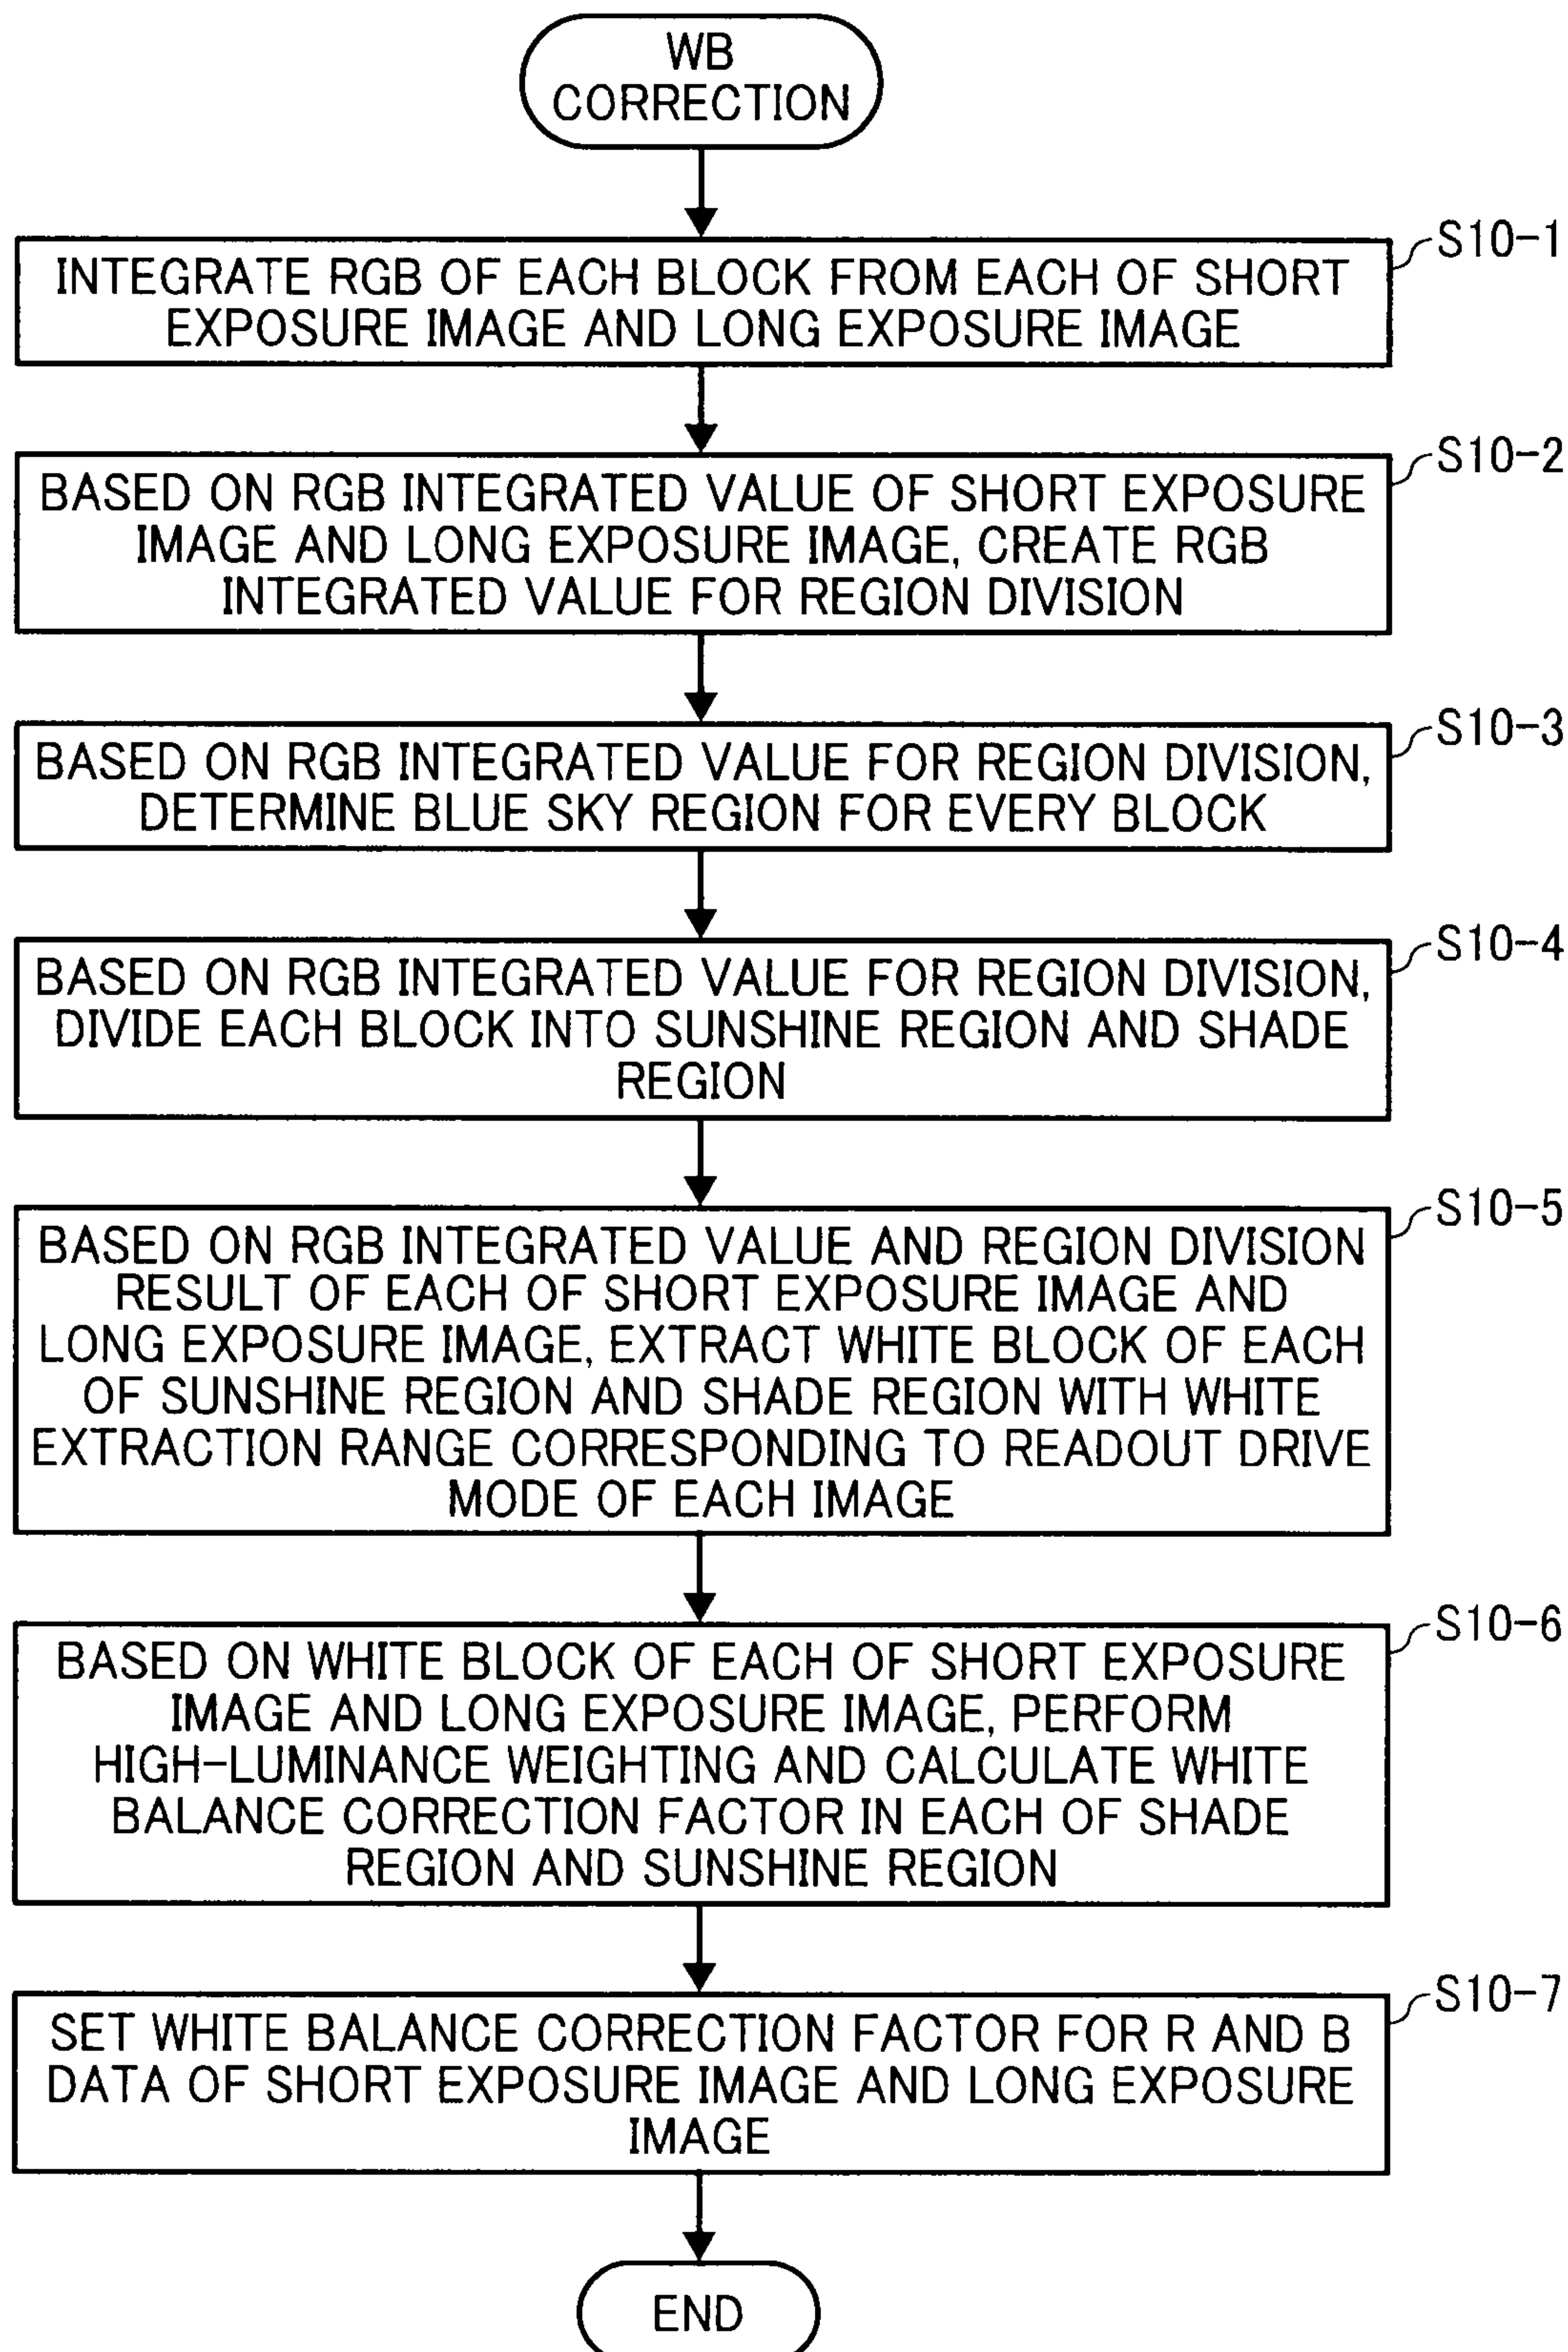 WB
CORRECTION
S10-1
INTEGRATE RGB OF EACH BLOCK FROM EACH OF SHORT
EXPOSURE IMAGE AND LONG EXPOSURE IMAGE
S10-2
BASED ON RGB INTEGRATED VALUE OF SHORT EXPOSURE
IMAGE AND LONG EXPOSURE IMAGE, CREATE RGB
INTEGRATED VALUE FOR REGION DIVISION
S10-3
BASED ON RGB INTEGRATED VALUE FOR REGION DIVISION,
DETERMINE BLUE SKY REGION FOR EVERY BLOCK
S10-4
BASED ON RGB INTEGRATED VALUE FOR REGION DIVISION,
DIVIDE EACH BLOCK INTO SUNSHINE REGION AND SHADE
REGION
S10-5
BASED ON RGB INTEGRATED VALUE AND REGION DIVISION
RESULT OF EACH OF SHORT EXPOSURE IMAGE AND
LONG EXPOSURE IMAGE, EXTRACT WHITE BLOCK OF EACH
OF SUNSHINE REGION AND SHADE REGION WITH WHITE
EXTRACTION RANGE CORRESPONDING TO READOUT DRIVE
MODE OF EACH IMAGE
S10-6
BASED ON WHITE BLOCK OF EACH OF SHORT EXPOSURE
IMAGE AND LONG EXPOSURE IMAGE, PERFORM
HIGH-LUMINANCE WEIGHTING AND CALCULATE WHITE
BALANCE CORRECTION FACTOR IN EACH OF SHADE
REGION AND SUNSHINE REGION
S10-7
SET WHITE BALANCE CORRECTION FACTOR FOR R AND B
DATA OF SHORT EXPOSURE IMAGE AND LONG EXPOSURE
IMAGE
END